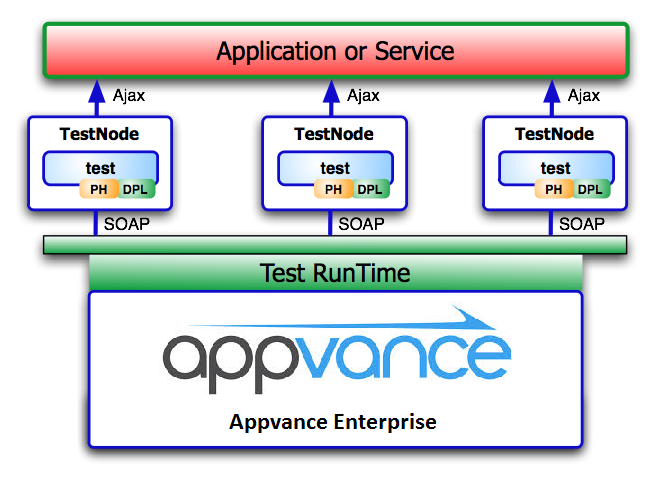 Application or Service
Ajax
Ajax
Ajax
TestNode
TestNode
TestNode
test
test
test
PH DPL
PH DPL
PH DPL
SOAP
SOAP
SOAP
Test RunTime
appvance
Appvance Enterprise